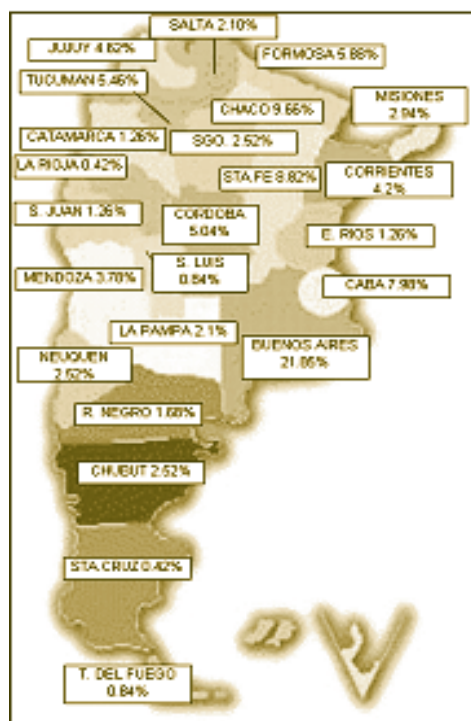 SALTA 2.10%
JUJUY 4.62%
FORMOSA 5.88%
TUCUMAN 5.46%
MISIONES
2.94%
CHACO 9.66%
CATAMARCA 1.26%
SGO. 2.52%
LA RIOJA 0.42%
STA.FE 8.82%
CORRIENTES
4.2%
S. JUAN 1.26%
CORDOBA
5.04%
E. RIOS 1.26%
S. LUIS
0.84%
MENDOZA 3.78%
CABA 7.98%
LA PAMPA 2.1%
BUENOS AIRES
21.85%
NEUQUEN
2.52%
R. NEGRO 1.68%
CHUBUT 2.52%
STA.CRUZ 0.42%
T. DEL FUEGO
0.84%